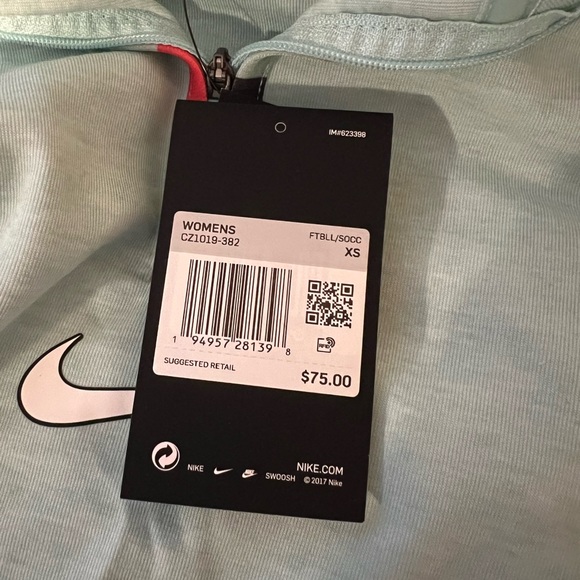 IM#623398
WOMENS
CZ1019-382
FTBLL/SOCC
XS
1 94957 28139 8
RFID
SUGGESTED RETAIL
$75.00
NIKE SWOOSH
NIKE.COM
© 2017 Nike